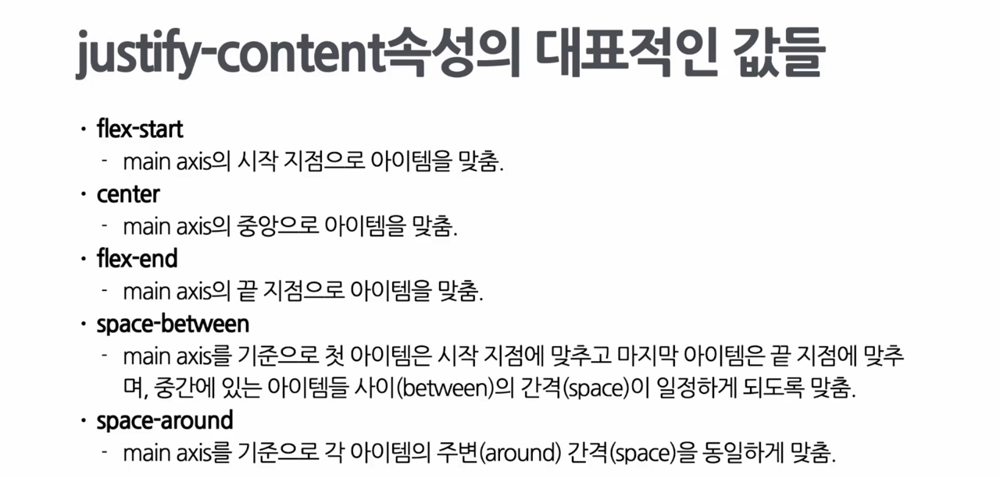 justify-content속성의 대표적인 값들
· flex-start
- main axis의 시작 지점으로 아이템을 맞춤.
· center
- main axis의 중앙으로 아이템을 맞춤.
· flex-end
- main axis의 끝 지점으로 아이템을 맞춤.
· space-between
- main axis를 기준으로 첫 아이템은 시작 지점에 맞추고 마지막 아이템은 끝 지점에 맞추
며, 중간에 있는 아이템들 사이(between)의 간격(space)이 일정하게 되도록 맞춤.
· space-around
- main axis를 기준으로 각 아이템의 주변(around) 간격(space)을 동일하게 맞춤.